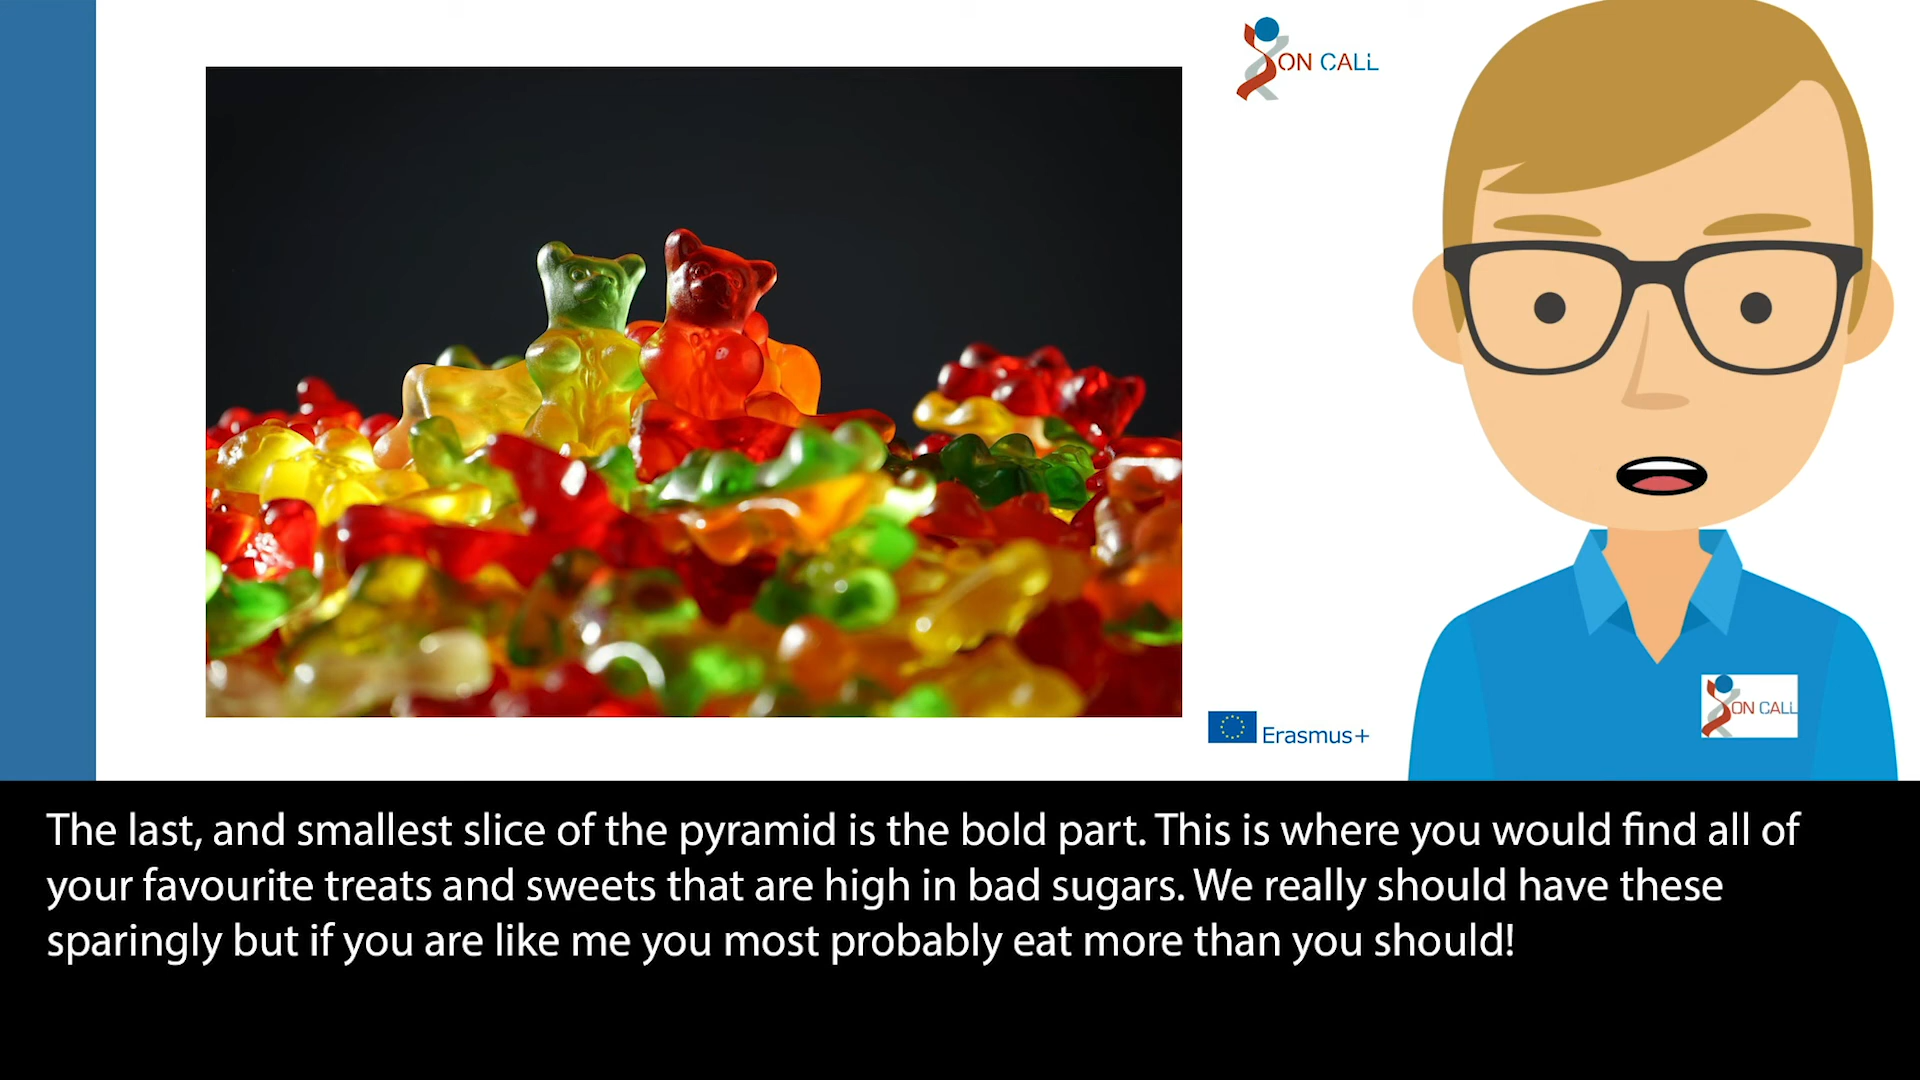 ON CALL
ON CALL
Erasmus+
The last, and smallest slice of the pyramid is the bold part. This is where you would find all of
your favourite treats and sweets that are high in bad sugars. We really should have these
sparingly but if you are like me you most probably eat more than you should!